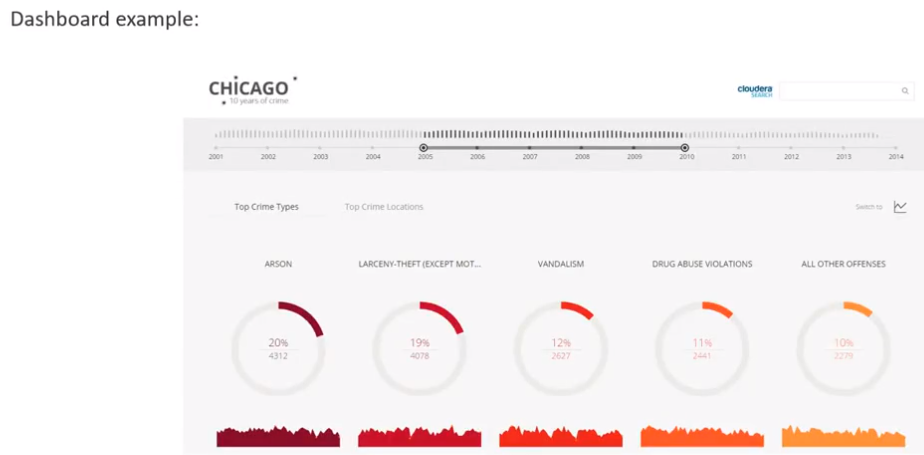 Dashboard example:
CHICAGO
10 years of crime
cloudera
SEARCH
2001 2002 2003 2004 2005 2006 2007 2008 2009 2010 2011 2012 2013 2014
Top Crime Types Top Crime Locations Switch to
ARSON LARCENY-THEFT (EXCEPT MOT... VANDALISM DRUG ABUSE VIOLATIONS ALL OTHER OFFENSES
20% 19% 12% 11% 10%
4312 4078 2627 2441 2279